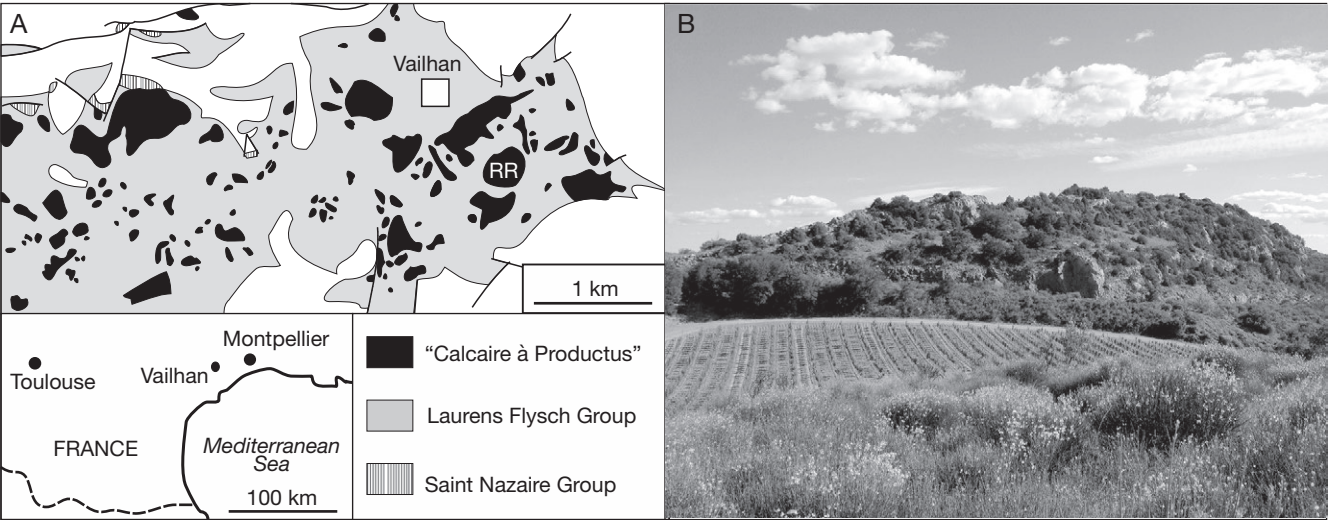 A
Vailhan
RR
1 km
Montpellier
Toulouse
Vailhan
FRANCE
Mediterranean
Sea
100 km
“Calcaire à Productus”
Laurens Flysch Group
Saint Nazaire Group
B